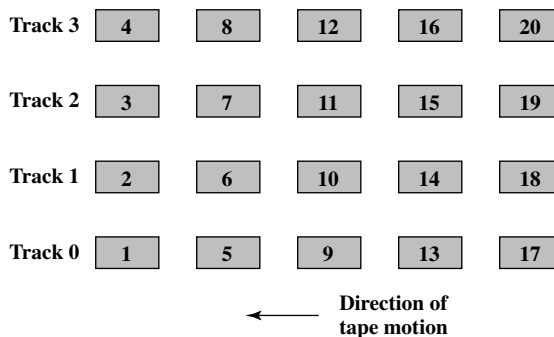 Track 3 4 8 12 16 20
Track 2 3 7 11 15 19
Track 1 2 6 10 14 18
Track 0 1 5 9 13 17
Direction of
tape motion